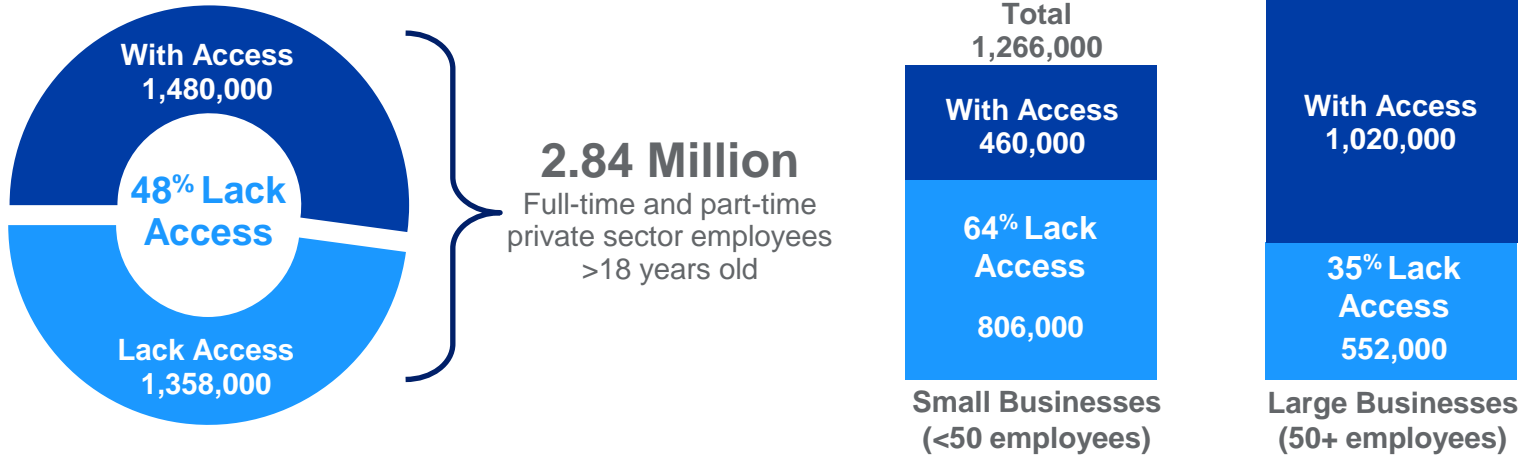 With Access
1,480,000
48% Lack
Access
Lack Access
1,358,000
2.84 Million
Full-time and part-time
private sector employees
>18 years old
Total
1,266,000
With Access
460,000
64% Lack
Access
806,000
Small Businesses
(<50 employees)
With Access
1,020,000
35% Lack
Access
552,000
Large Businesses
(50+ employees)